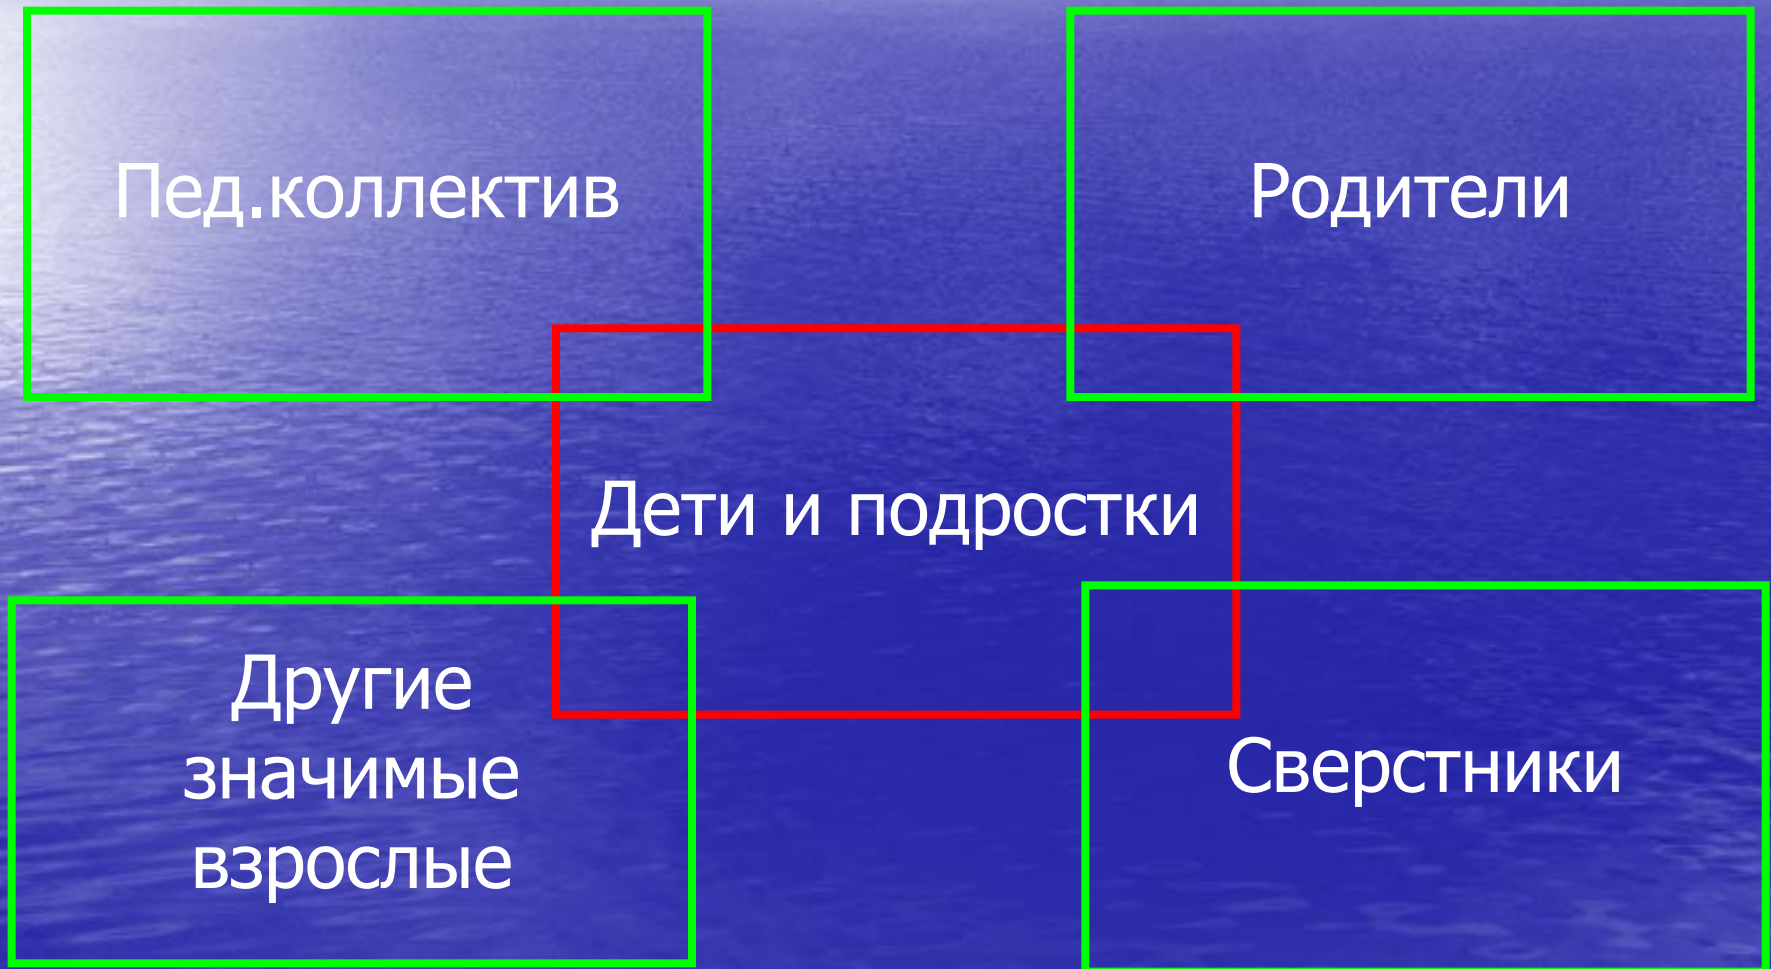 Пед.коллектив
Родители
Дети и подростки
Другие
значимые
взрослые
Сверстники